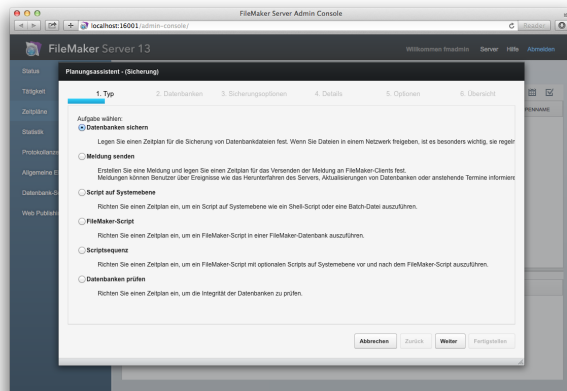 FileMaker Server Admin Console
localhost:16001/admin-console/
Reader
FileMaker Server 13
Willkommen fmadmin Server Hilfe Abmelden
Status
Tätigkeit
Zeitpläne
Statistik
Protokollanze
Allgemeine E
Datenbank-S
Web Publish
PENNAME
Planungsassistent - (Sicherung)
1. Typ 2. Datenbanken 3. Sicherungsoptionen 4. Details 5. Optionen 6. Übersicht
Aufgabe wählen:
Datenbanken sichern
Legen Sie einen Zeitplan für die Sicherung von Datenbankdateien fest. Wenn Sie Dateien in einem Netzwerk freigeben, ist es besonders wichtig, sie regeln
Meldung senden
Erstellen Sie eine Meldung und legen Sie einen Zeitplan für das Versenden der Meldung an FileMaker-Clients fest.
Meldungen können Benutzer über Ereignisse wie das Herunterfahren des Servers, Aktualisierungen von Datenbanken oder anstehende Termine informiere
Script auf Systemebene
Richten Sie einen Zeitplan ein, um ein Script auf Systemebene wie ein Shell-Script oder eine Batch-Datei auszuführen.
FileMaker-Script
Richten Sie einen Zeitplan ein, um ein FileMaker-Script in einer FileMaker-Datenbank auszuführen.
Scriptsequenz
Richten Sie einen Zeitplan ein, um ein FileMaker-Script mit optionalen Scripts auf Systemebene vor und nach dem FileMaker-Script auszuführen.
Datenbanken prüfen
Richten Sie einen Zeitplan ein, um die Integrität der Datenbanken zu prüfen.
Abbrechen Zurück Weiter Fertigstellen